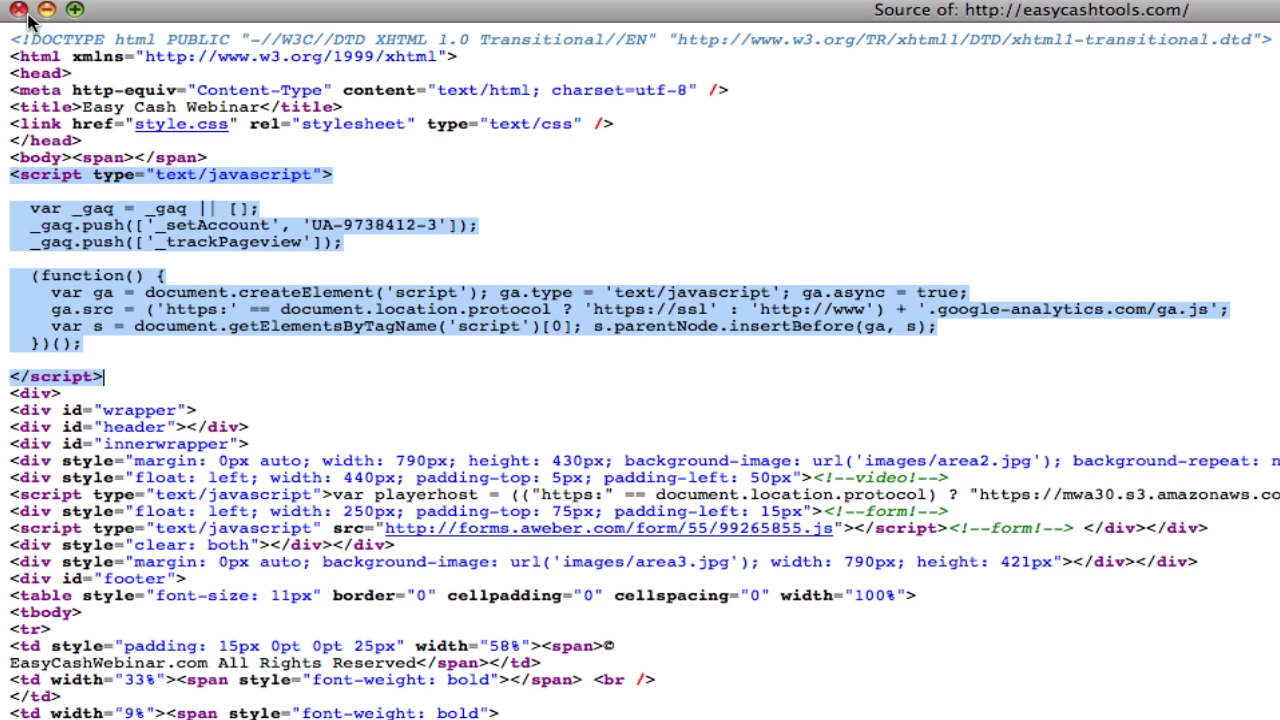 Source of: http://easycashtools.com/
<!DOCTYPE html PUBLIC "-//W3C//DTD XHTML 1.0 Transitional//EN" "http://www.w3.org/TR/xhtml1/DTD/xhtml1-transitional.dtd">
<html xmlns="http://www.w3.org/1999/xhtml">
<head>
<meta http-equiv="Content-Type" content="text/html; charset=utf-8" />
<title>Easy Cash Webinar</title>
<link href="style.css" rel="stylesheet" type="text/css" />
</head>
<body><span></span>
<script type="text/javascript">
var _gaq = _gaq || [];
_gaq.push(['_setAccount', 'UA-9738412-3']);
_gaq.push(['_trackPageview']);
(function() {
var ga = document.createElement('script'); ga.type = 'text/javascript'; ga.async = true;
ga.src = ('https:' == document.location.protocol ? 'https://ssl' : 'http://www') + '.google-analytics.com/ga.js';
var s = document.getElementsByTagName('script')[0]; s.parentNode.insertBefore(ga, s);
})();
</script>
<div>
<div id="wrapper">
<div id="header"></div>
<div id="innerwrapper">
<div style="margin: 0px auto; width: 790px; height: 430px; background-image: url('images/area2.jpg'); background-repeat: n
<div style="float: left; width: 440px; padding-top: 5px; padding-left: 50px"><!--video!-->
<script type="text/javascript">var playerhost = (("https:" == document.location.protocol) ? "https://mwa30.s3.amazonaws.co
<div style="float: left; width: 250px; padding-top: 75px; padding-left: 15px"><!--form!-->
<script type="text/javascript" src="http://forms.aweber.com/form/55/99265855.js"></script><!--form!--> </div></div>
<div style="clear: both"></div></div>
<div style="margin: 0px auto; background-image: url('images/area3.jpg'); width: 790px; height: 421px"></div></div>
<div id="footer">
<table style="font-size: 11px" border="0" cellpadding="0" cellspacing="0" width="100%">
<tbody>
<tr>
<td style="padding: 15px 0pt 0pt 25px" width="58%"><span>©
EasyCashWebinar.com All Rights Reserved</span></td>
<td width="33%"><span style="font-weight: bold"></span> <br />
</td>
<td width="9%"><span style="font-weight: bold">